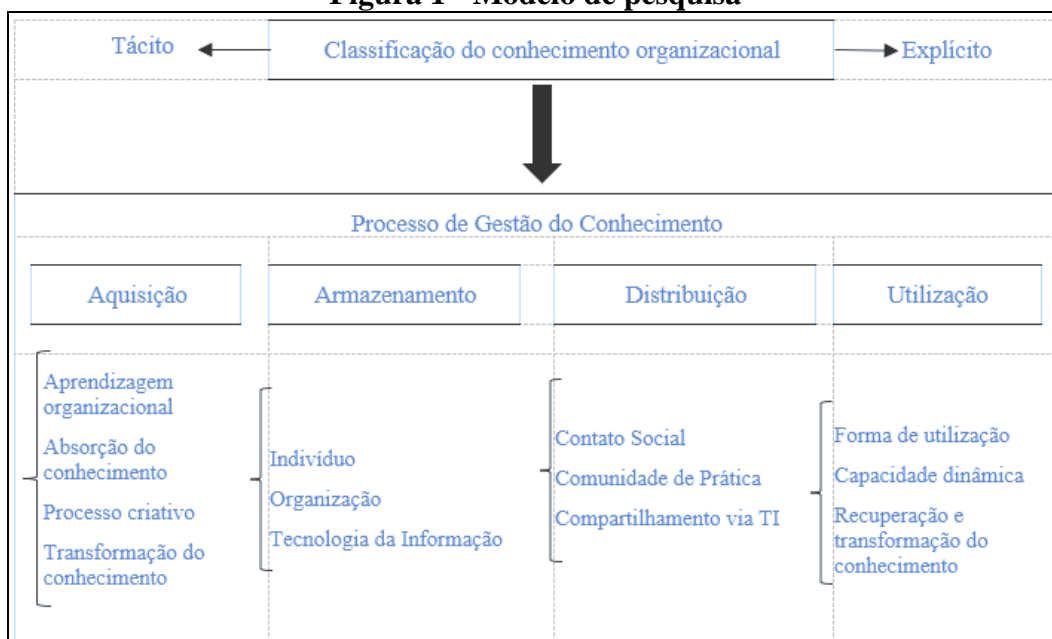 Figura 1 - Modelo de pesquisa
Tácito
Classificação do conhecimento organizacional
Explícito
Processo de Gestão do Conhecimento
Aquisição
Armazenamento
Distribuição
Utilização
Aprendizagem
organizacional
Absorção do
conhecimento
Processo criativo
Transformação do
conhecimento
Indivíduo
Organização
Tecnologia da Informação
Contato Social
Comunidade de Prática
Compartilhamento via TI
Forma de utilização
Capacidade dinâmica
Recuperação e
transformação do
conhecimento